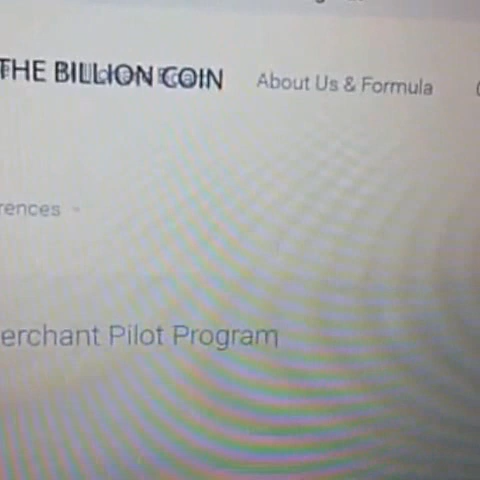 THE BILLION COIN About Us & Formula
rences
erchant Pilot Program